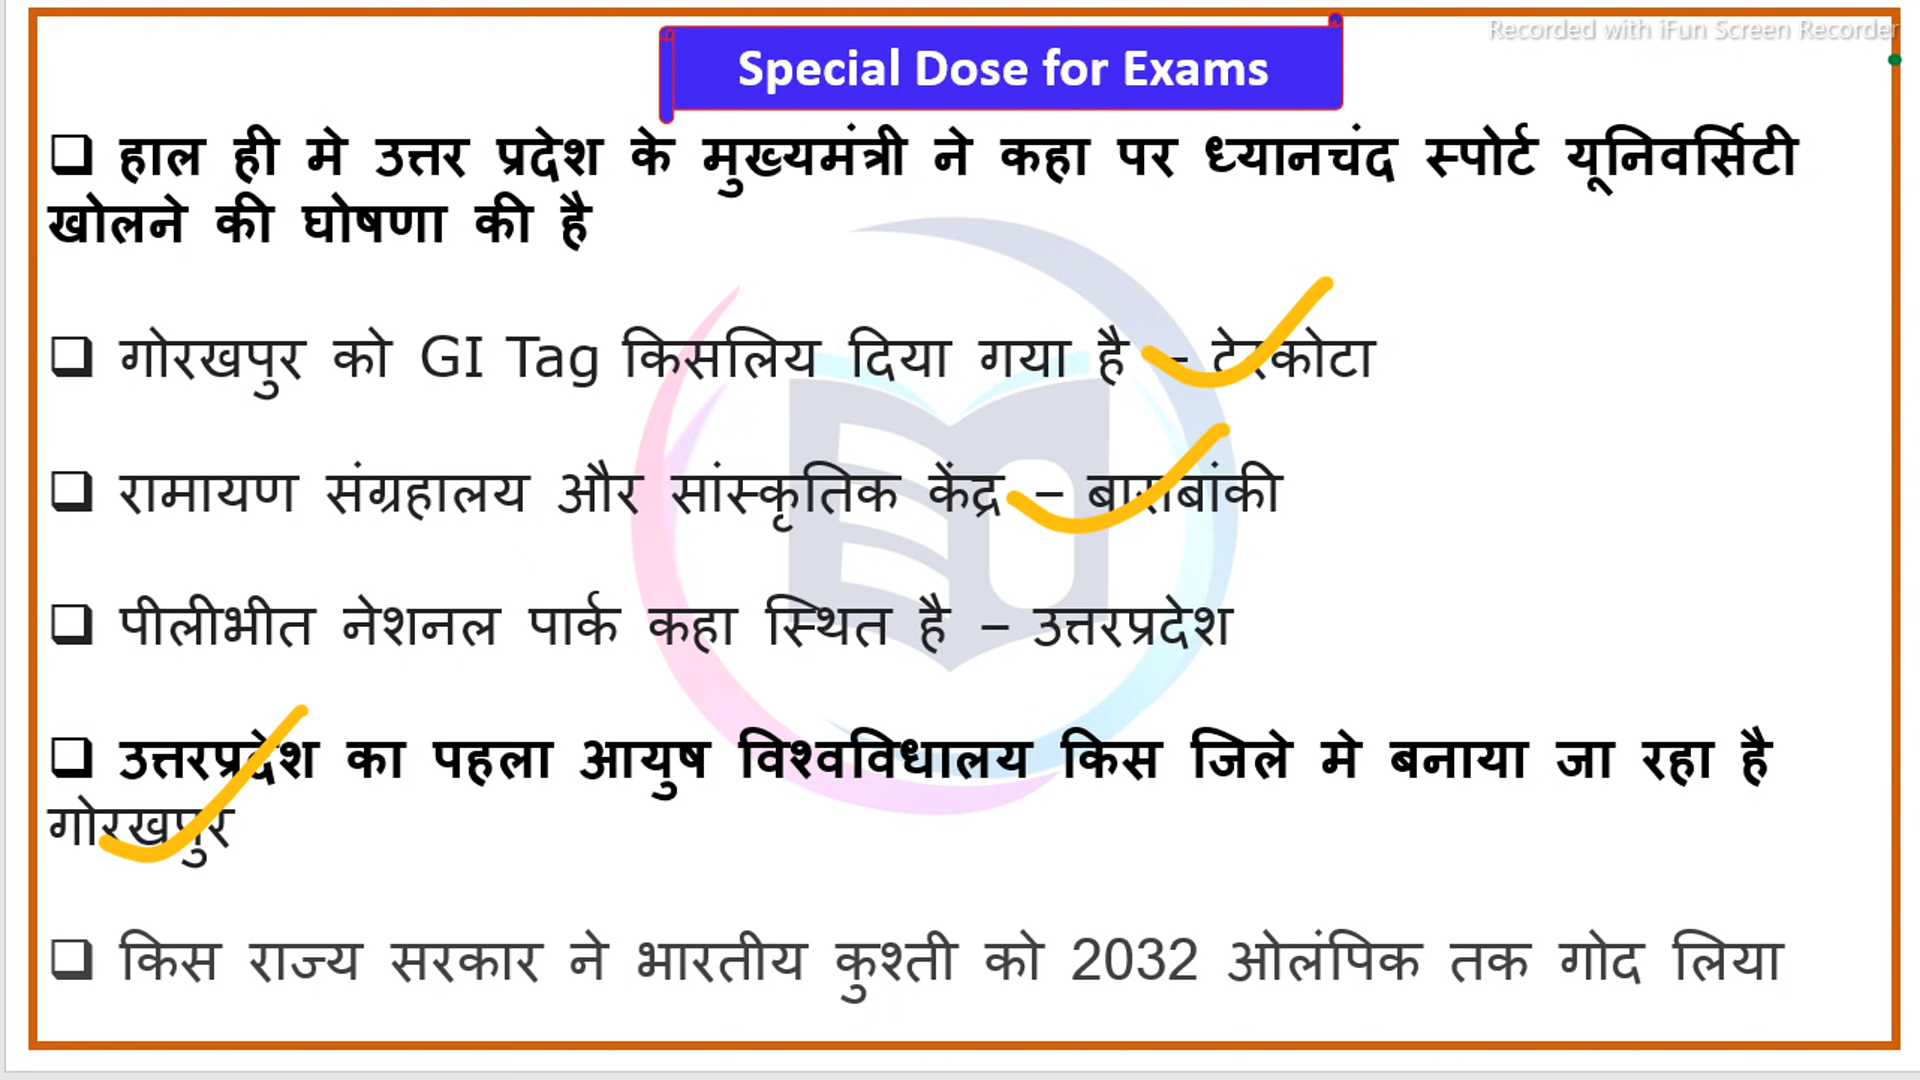 Recorded with iFun Screen Recorder
Special Dose for Exams
❑ हाल ही मे उत्तर प्रदेश के मुख्यमंत्री ने कहा पर ध्यानचंद स्पोर्ट यूनिवर्सिटी
खोलने की घोषणा की है
❑ गोरखपुर को GI Tag किसलिय दिया गया है – टेरकोटा
❑ रामायण संग्रहालय और सांस्कृतिक केंद्र – बाराबांकी
❑ पीलीभीत नेशनल पार्क कहा स्थित है – उत्तरप्रदेश
❑ उत्तरप्रदेश का पहला आयुष विश्वविधालय किस जिले मे बनाया जा रहा है
गोरखपुर
❑ किस राज्य सरकार ने भारतीय कुश्ती को 2032 ओलंपिक तक गोद लिया